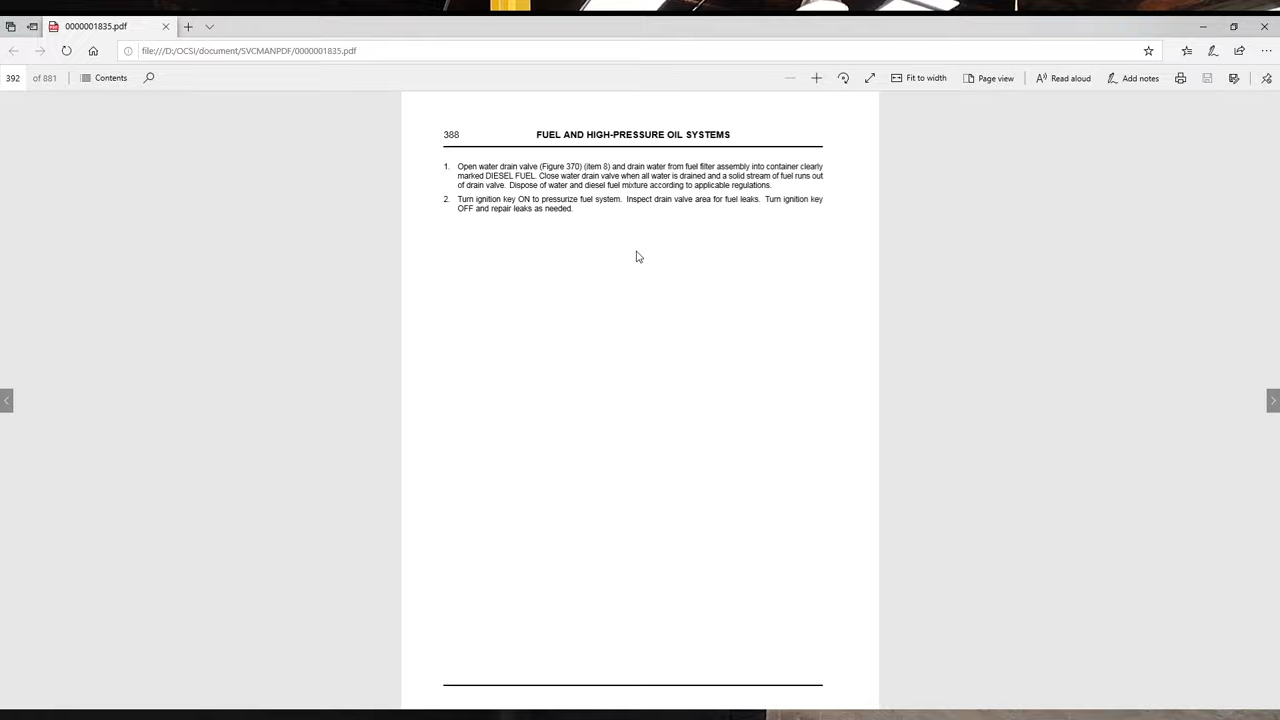 0000001835.pdf
file:///D:/OCSI/document/SVCMANPDF/0000001835.pdf
392 of 881 Contents Fit to width Page view Read aloud Add notes
388 FUEL AND HIGH-PRESSURE OIL SYSTEMS
1. Open water drain valve (Figure 370) (item 8) and drain water from fuel filter assembly into container clearly
marked DIESEL FUEL. Close water drain valve when all water is drained and a solid stream of fuel runs out
of drain valve. Dispose of water and diesel fuel mixture according to applicable regulations.
2. Turn ignition key ON to pressurize fuel system. Inspect drain valve area for fuel leaks. Turn ignition key
OFF and repair leaks as needed.